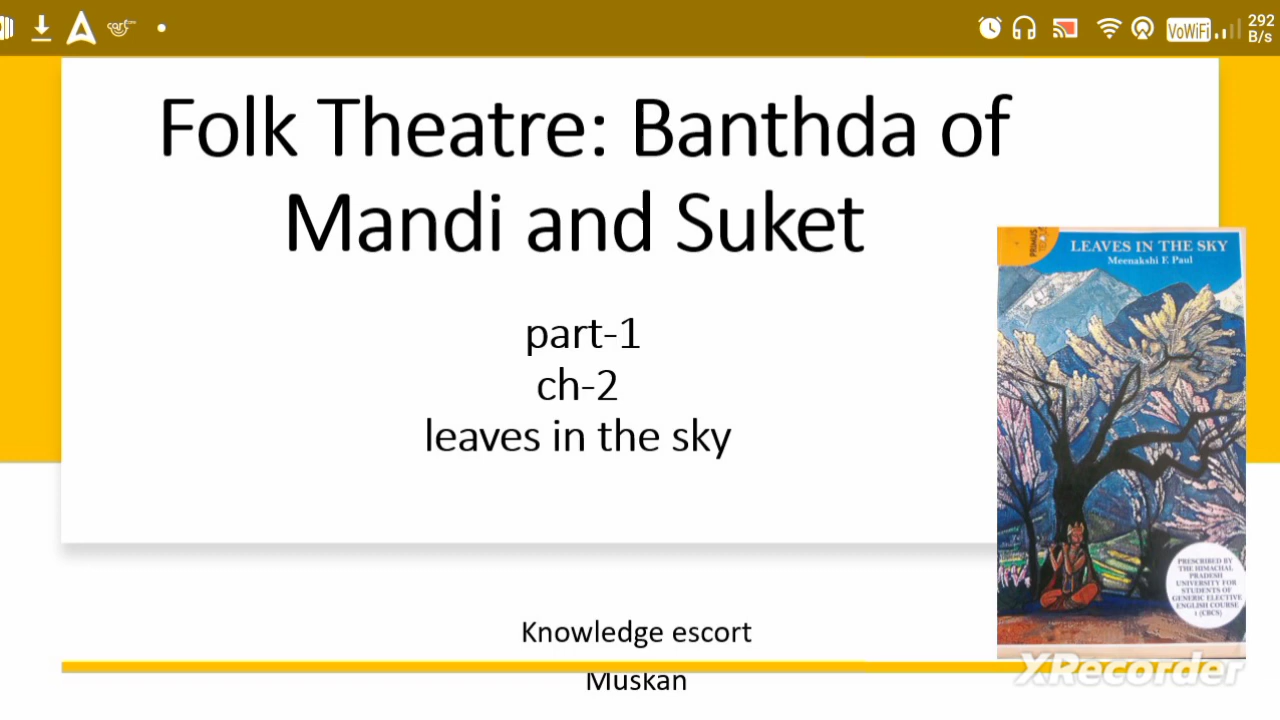 292
VoWiFi
B/s
Folk Theatre: Banthda of
Mandi and Suket
part-1
ch-2
leaves in the sky
PRIMUS
LEAVES IN THE SKY
Meenakshi F. Paul
PRESCRIBED BY
THE HIMACHAL
PRADESH
UNIVERSITY FOR
STUDENTS OF
GENERIC ELECTIVE
ENGLISH COURSE
1 (CBCS)
Knowledge escort
XRecorder
Muskan